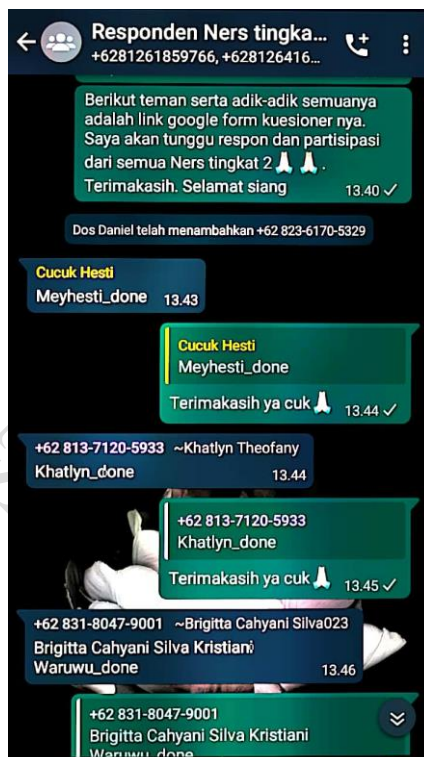 Responden Ners tingka...
+6281261859766, +628126416...
Berikut teman serta adik-adik semuanya
adalah link google form kuesioner nya.
Saya akan tunggu respon dan partisipasi
dari semua Ners tingkat 2🙏🙏.
Terimakasih. Selamat siang
13.40
Dos Daniel telah menambahkan +62 823-6170-5329
Cucuk Hesti
Meyhesti_done 13.43
Cucuk Hesti
Meyhesti_done
Terimakasih ya cuk🙏 13.44
+62 813-7120-5933 ~Khatlyn Theofany
Khatlyn_done 13.44
+62 813-7120-5933
Khatlyn_done
Terimakasih ya cuk🙏 13.45
+62 831-8047-9001 ~Brigitta Cahyani Silva023
Brigitta Cahyani Silva Kristiani
Waruwu_done 13.46
+62 831-8047-9001
Brigitta Cahyani Silva Kristiani
Waruwu_done